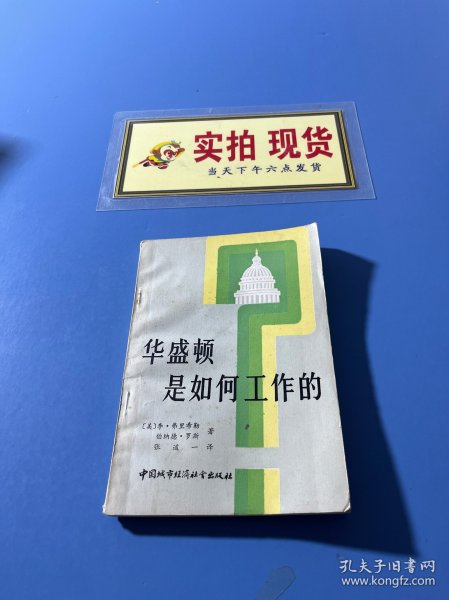 实拍 现货
当天下午六点发货
华盛顿
是如何工作的
〔美〕李·弗里希勒
伯纳德·罗斯
著
张道一译
中国城市经济社会出版社
孔夫子旧书网
www.kongfz.com